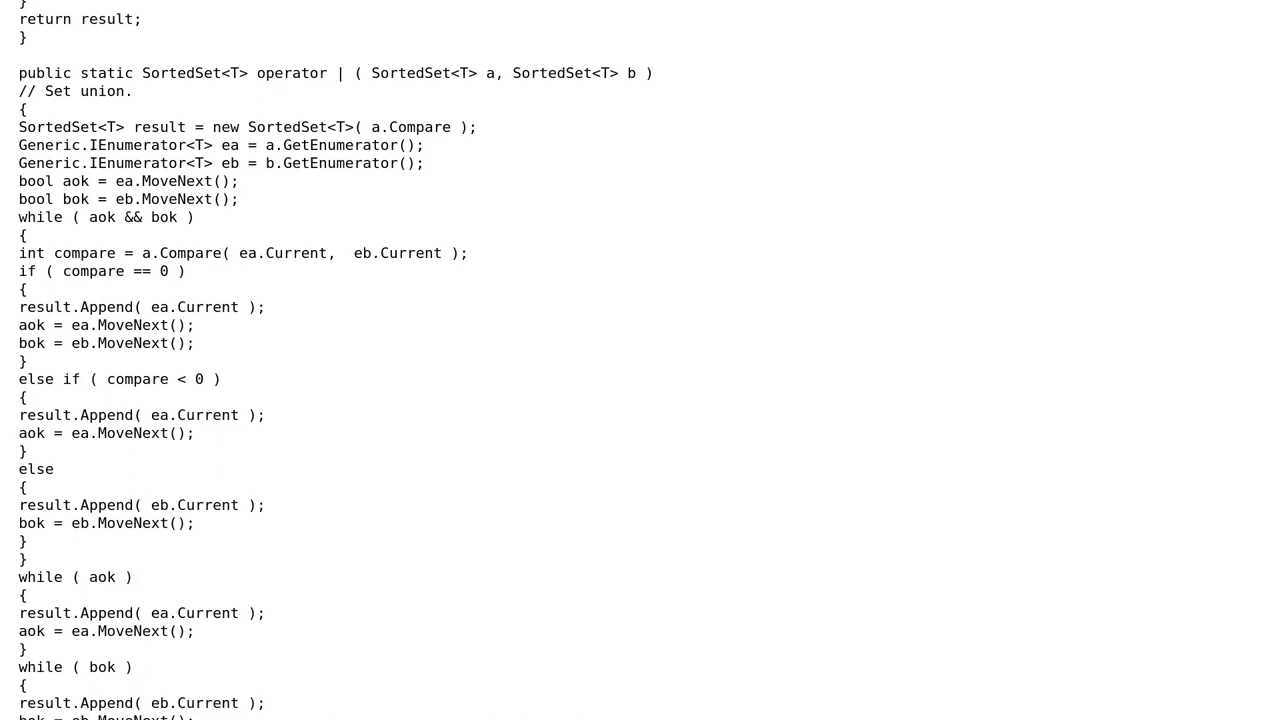 }
return result;
}

public static SortedSet<T> operator | ( SortedSet<T> a, SortedSet<T> b )
// Set union.
{
SortedSet<T> result = new SortedSet<T>( a.Compare );
Generic.IEnumerator<T> ea = a.GetEnumerator();
Generic.IEnumerator<T> eb = b.GetEnumerator();
bool aok = ea.MoveNext();
bool bok = eb.MoveNext();
while ( aok && bok )
{
int compare = a.Compare( ea.Current,  eb.Current );
if ( compare == 0 )
{
result.Append( ea.Current );
aok = ea.MoveNext();
bok = eb.MoveNext();
}
else if ( compare < 0 )
{
result.Append( ea.Current );
aok = ea.MoveNext();
}
else
{
result.Append( eb.Current );
bok = eb.MoveNext();
}
}
while ( aok )
{
result.Append( ea.Current );
aok = ea.MoveNext();
}
while ( bok )
{
result.Append( eb.Current );
bok = eb.MoveNext();